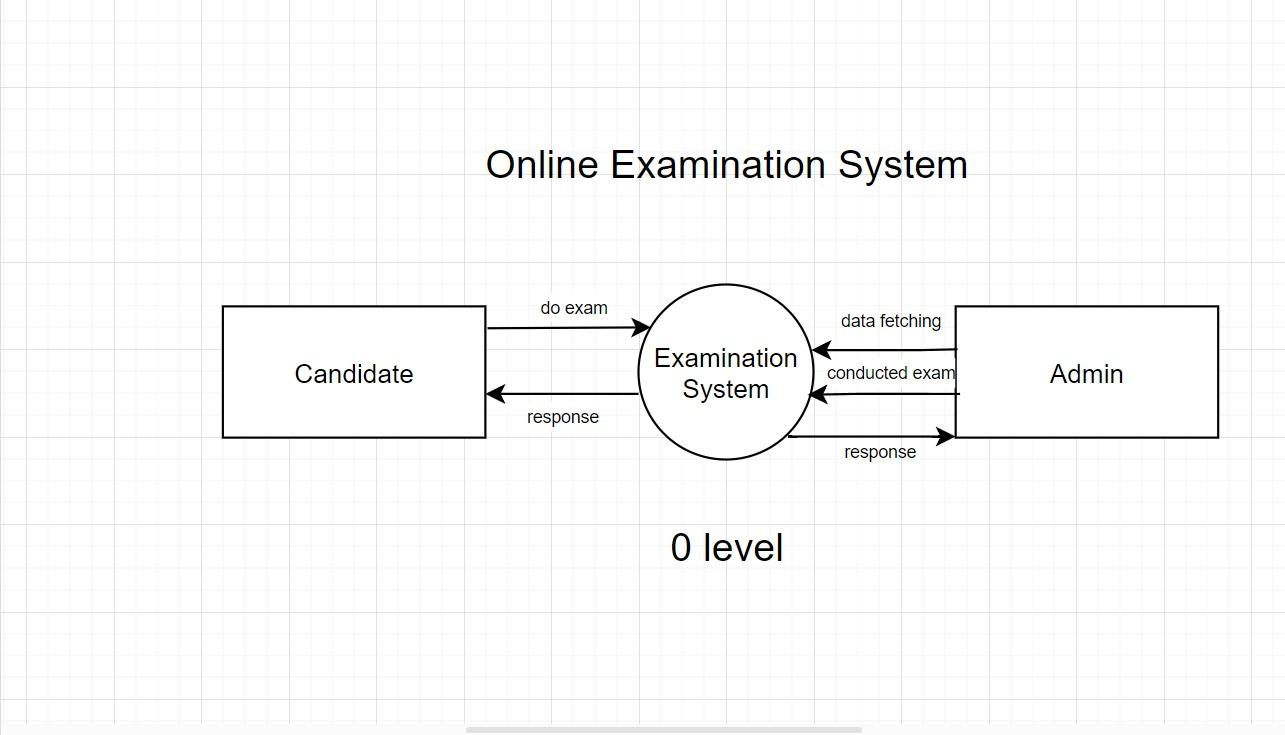 Online Examination System
do exam
data fetching
Candidate
Examination
System
conducted exam
Admin
response
response
0 level